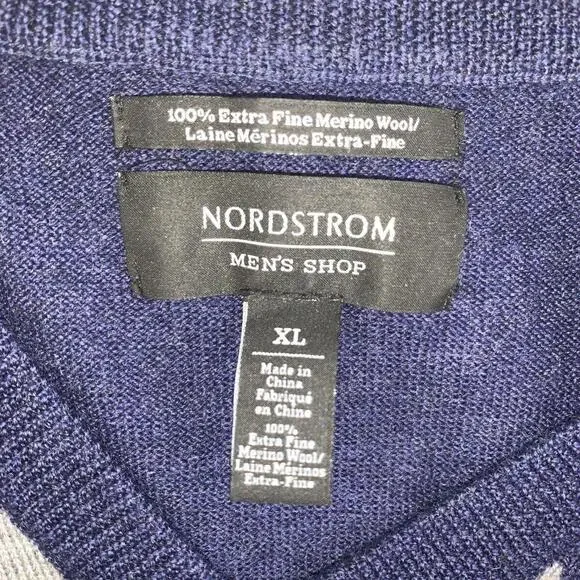 100% Extra Fine Merino Wool/
Laine Mérinos Extra-Fine
NORDSTROM
MEN'S SHOP
XL
Made in
China
Fabriqué
en Chine
100%
Extra Fine
Merino Wool/
Laine Mérinos
Extra-Fine